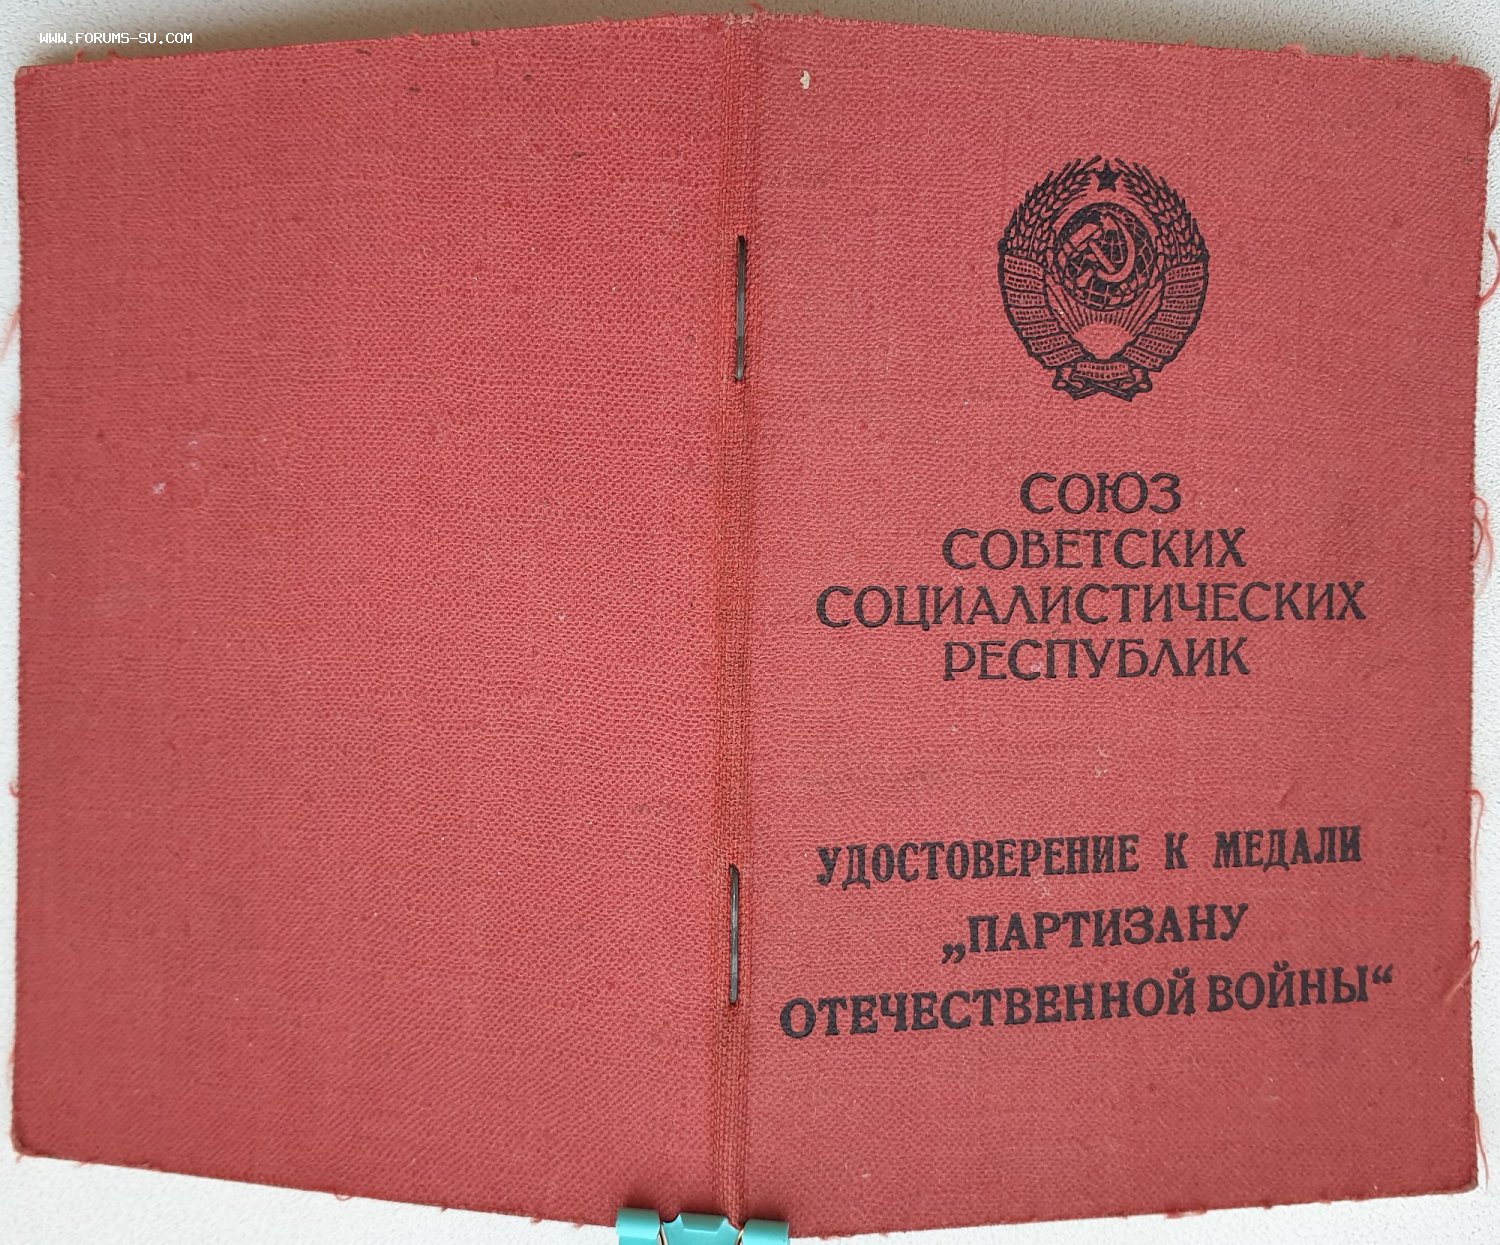 WWW.FORUMS-SU.COM
СОЮЗ
СОВЕТСКИХ
СОЦИАЛИСТИЧЕСКИХ
РЕСПУБЛИК
УДОСТОВЕРЕНИЕ К МЕДАЛИ
„ПАРТИЗАНУ
ОТЕЧЕСТВЕННОЙ ВОЙНЫ“